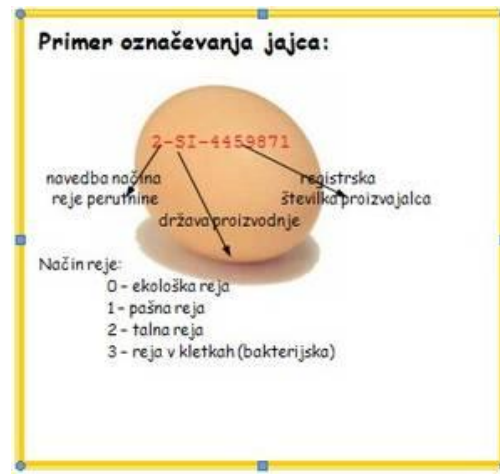 Primer označevanja jajca:
2-SI-4459871
navedba načina
reje perutnine
država proizvodnje
registrska
številka proizvajalca
Način reje:
0 – ekološka reja
1 – pašna reja
2 – talna reja
3 – reja v kletkah (bakterijska)